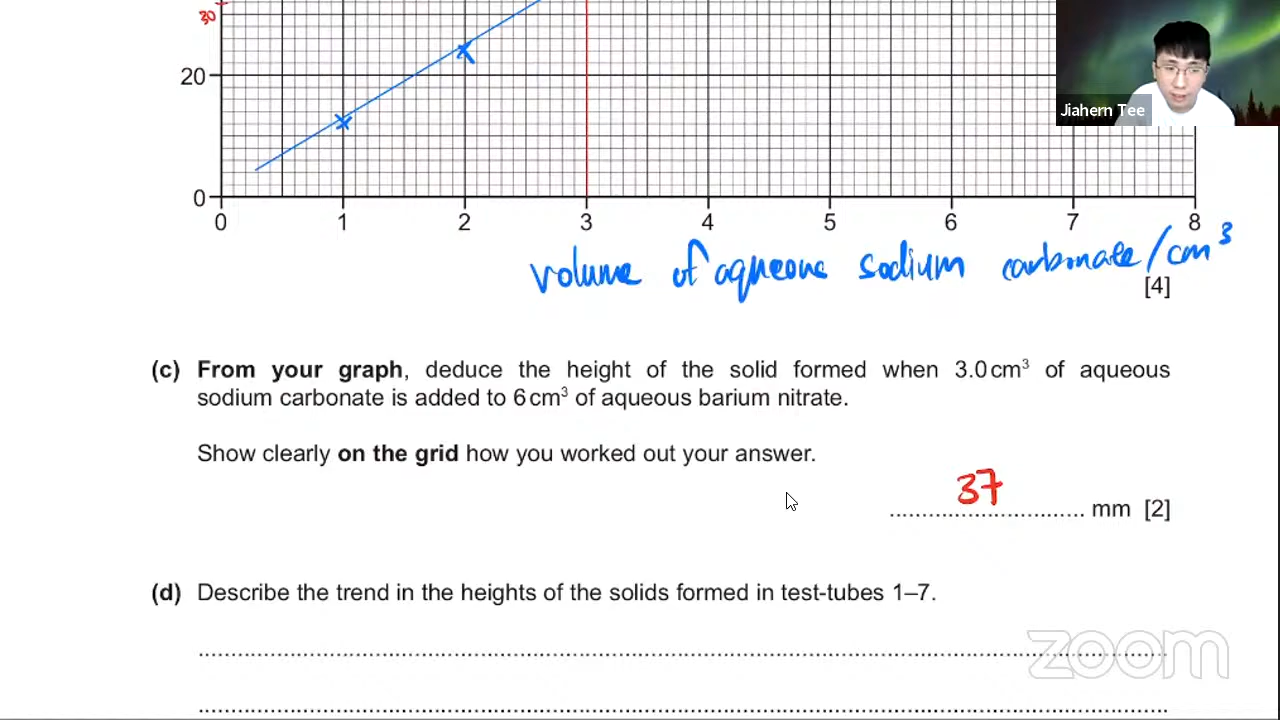 30
20
0
0 1 2 3 4 5 6 7 8
Jiahern Tee
volume of aqueous sodium carbonate/cm³
[4]
(c) From your graph, deduce the height of the solid formed when 3.0 cm³ of aqueous
sodium carbonate is added to 6 cm³ of aqueous barium nitrate.
Show clearly on the grid how you worked out your answer.
37
.............................. mm [2]
(d) Describe the trend in the heights of the solids formed in test-tubes 1–7.
zoom